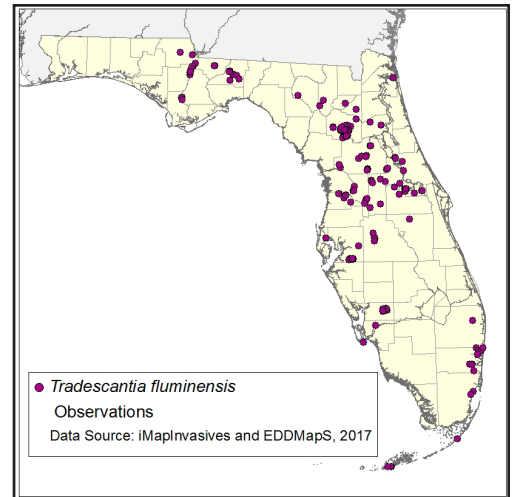 Tradescantia fluminensis
Observations
Data Source: iMapInvasives and EDDMapS, 2017